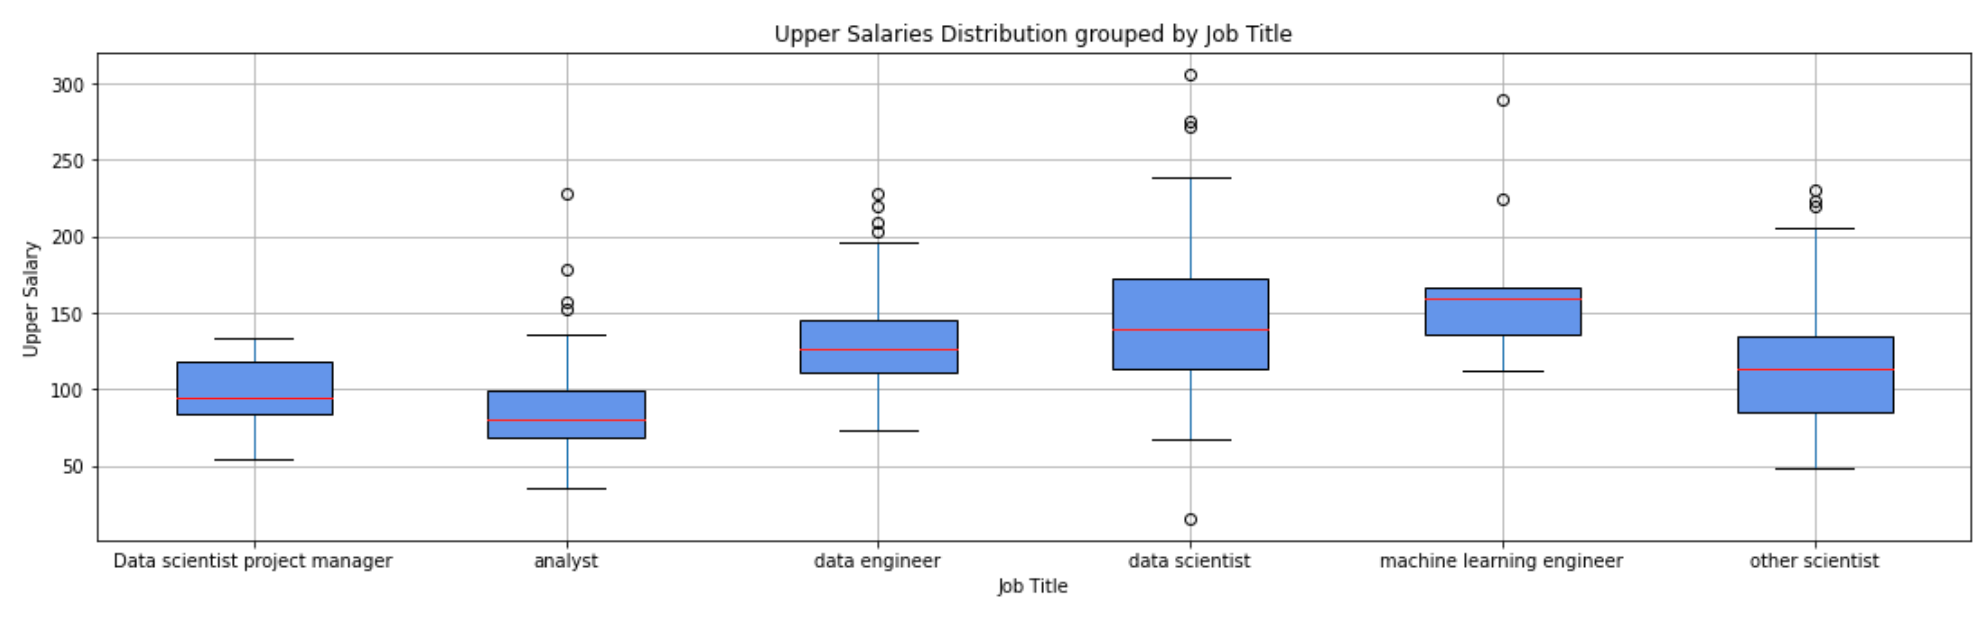 Upper Salaries Distribution grouped by Job Title
300
250
200
150
100
50
Upper Salary
Data scientist project manager
analyst
data engineer
data scientist
machine learning engineer
other scientist
Job Title